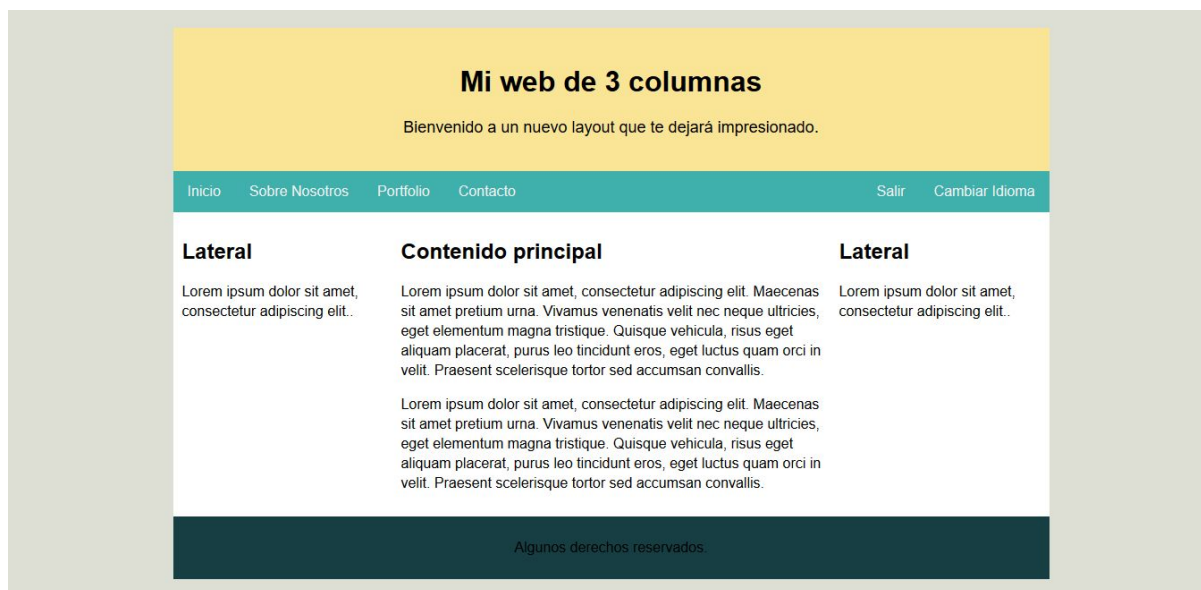 Mi web de 3 columnas
Bienvenido a un nuevo layout que te dejará impresionado.
Inicio Sobre Nosotros Portfolio Contacto Salir Cambiar Idioma
Lateral
Lorem ipsum dolor sit amet,
consectetur adipiscing elit..
Contenido principal
Lorem ipsum dolor sit amet, consectetur adipiscing elit. Maecenas
sit amet pretium urna. Vivamus venenatis velit nec neque ultricies,
eget elementum magna tristique. Quisque vehicula, risus eget
aliquam placerat, purus leo tincidunt eros, eget luctus quam orci in
velit. Praesent scelerisque tortor sed accumsan convallis.
Lorem ipsum dolor sit amet, consectetur adipiscing elit. Maecenas
sit amet pretium urna. Vivamus venenatis velit nec neque ultricies,
eget elementum magna tristique. Quisque vehicula, risus eget
aliquam placerat, purus leo tincidunt eros, eget luctus quam orci in
velit. Praesent scelerisque tortor sed accumsan convallis.
Lateral
Lorem ipsum dolor sit amet,
consectetur adipiscing elit..
Algunos derechos reservados.